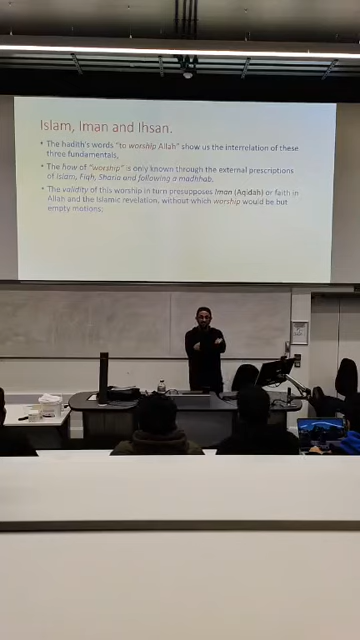 Islam, Iman and Ihsan.
• The hadith's words "to worship Allah" show us the interrelation of these
three fundamentals,
• The how of "worship" is only known through the external prescriptions
of Islam, Fiqh, Sharia and following a madhhab,
• The validity of this worship in turn presupposes Iman (Aqidah) or faith in
Allah and the Islamic revelation, without which worship would be but
empty motions;